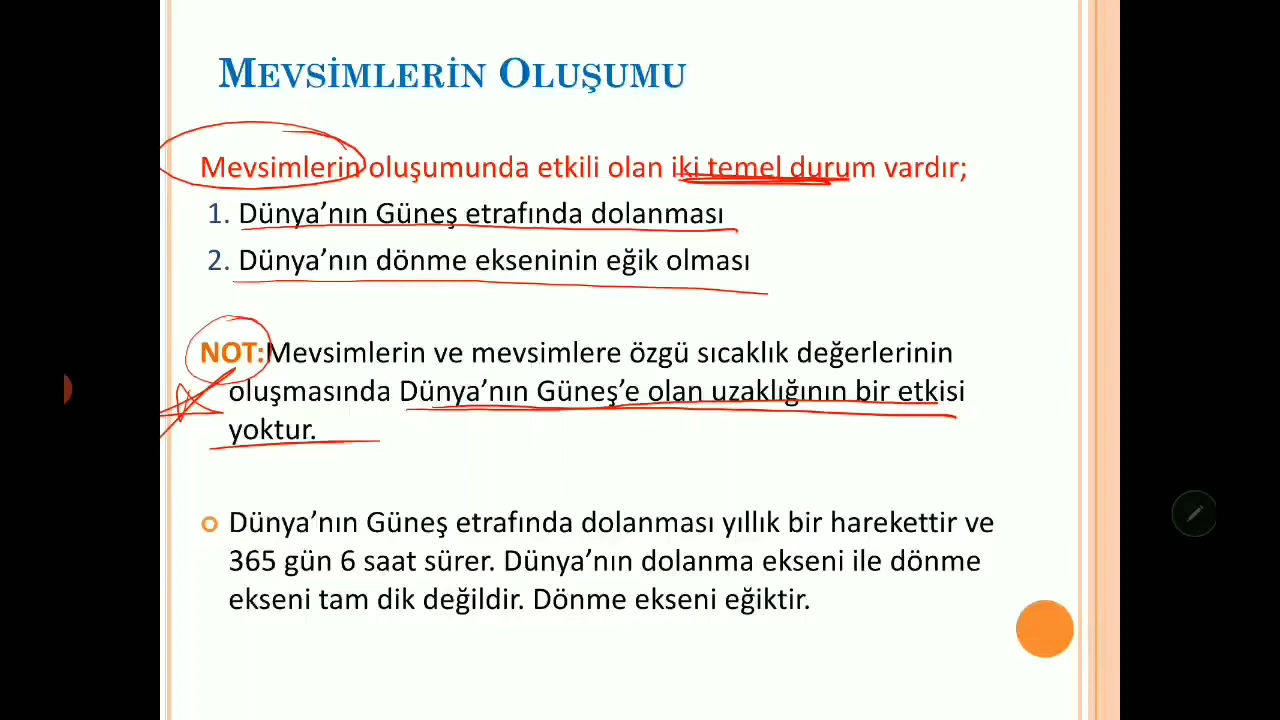 MEVSİMLERİN OLUŞUMU
Mevsimlerin oluşumunda etkili olan iki temel durum vardır;
1. Dünya’nın Güneş etrafında dolanması
2. Dünya’nın dönme ekseninin eğik olması
NOT:Mevsimlerin ve mevsimlere özgü sıcaklık değerlerinin
oluşmasında Dünya’nın Güneş’e olan uzaklığının bir etkisi
yoktur.
Dünya’nın Güneş etrafında dolanması yıllık bir harekettir ve
365 gün 6 saat sürer. Dünya’nın dolanma ekseni ile dönme
ekseni tam dik değildir. Dönme ekseni eğiktir.